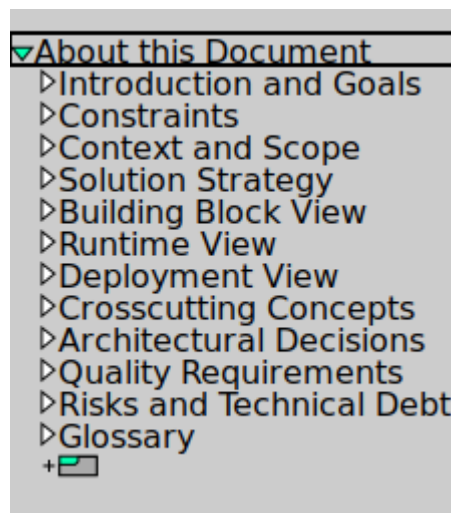 About this Document
Introduction and Goals
Constraints
Context and Scope
Solution Strategy
Building Block View
Runtime View
Deployment View
Crosscutting Concepts
Architectural Decisions
Quality Requirements
Risks and Technical Debt
Glossary
+